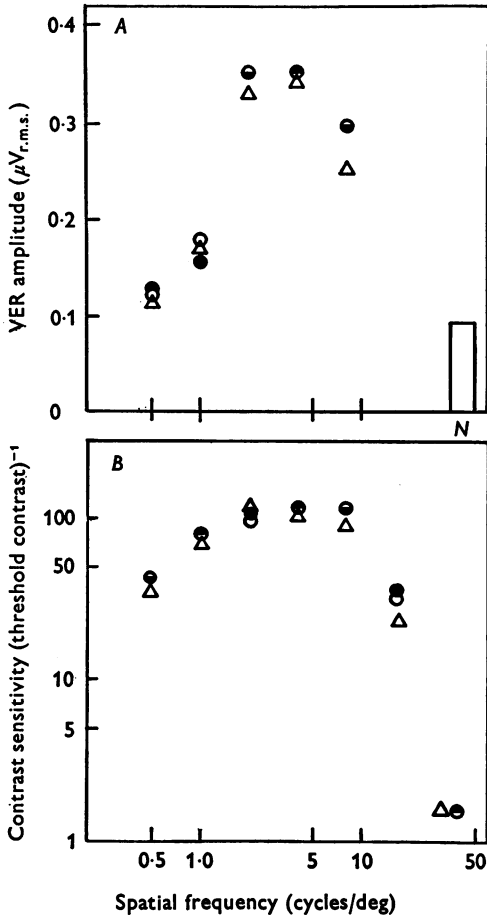 A
0·4
0·3
0·2
0·1
0
VER amplitude (μVr.m.s.)
N
B
100
50
10
5
1
Contrast sensitivity (threshold contrast)−1
0·5 1·0 5 10 50
Spatial frequency (cycles/deg)